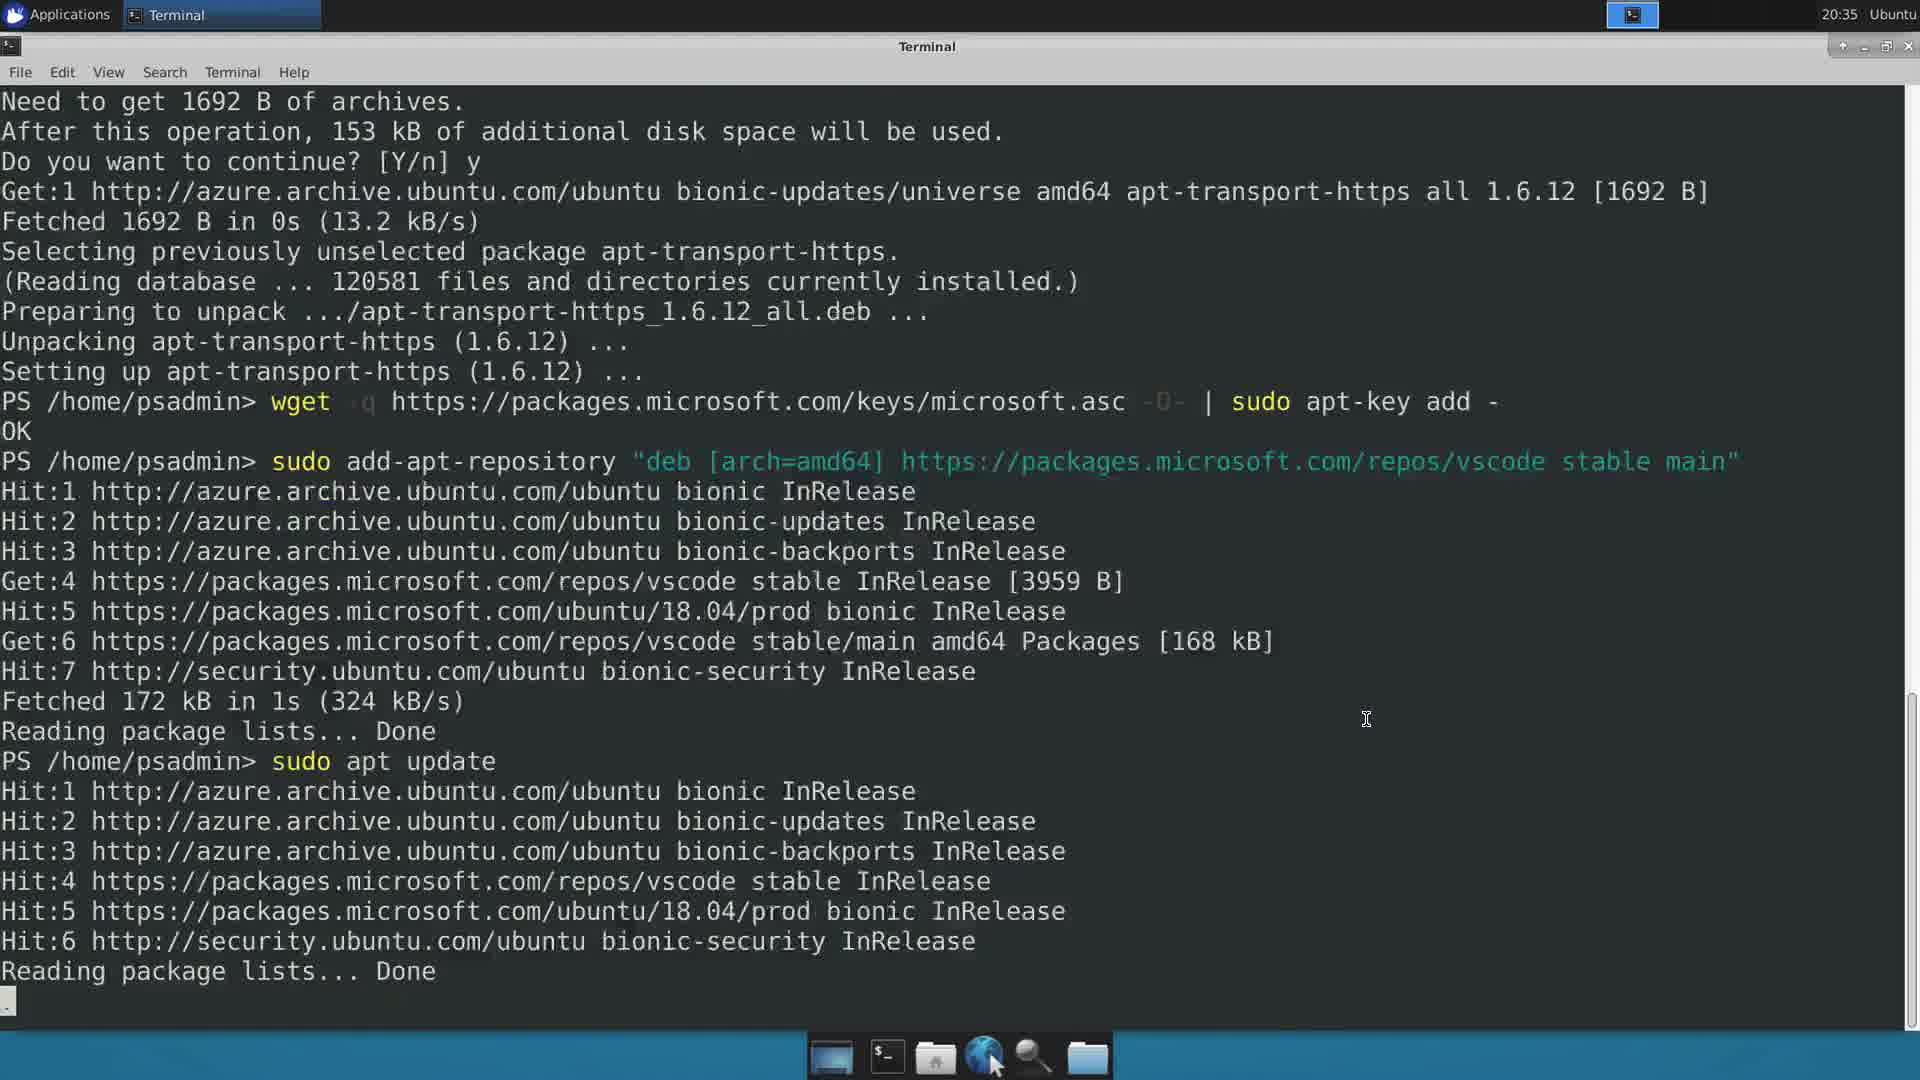 Applications
Terminal
20:35
Ubuntu
Terminal
File Edit View Search Terminal Help
Need to get 1692 B of archives.
After this operation, 153 kB of additional disk space will be used.
Do you want to continue? [Y/n] y
Get:1 http://azure.archive.ubuntu.com/ubuntu bionic-updates/universe amd64 apt-transport-https all 1.6.12 [1692 B]
Fetched 1692 B in 0s (13.2 kB/s)
Selecting previously unselected package apt-transport-https.
(Reading database ... 120581 files and directories currently installed.)
Preparing to unpack .../apt-transport-https_1.6.12_all.deb ...
Unpacking apt-transport-https (1.6.12) ...
Setting up apt-transport-https (1.6.12) ...
PS /home/psadmin> wget -q https://packages.microsoft.com/keys/microsoft.asc -O- | sudo apt-key add -
OK
PS /home/psadmin> sudo add-apt-repository "deb [arch=amd64] https://packages.microsoft.com/repos/vscode stable main"
Hit:1 http://azure.archive.ubuntu.com/ubuntu bionic InRelease
Hit:2 http://azure.archive.ubuntu.com/ubuntu bionic-updates InRelease
Hit:3 http://azure.archive.ubuntu.com/ubuntu bionic-backports InRelease
Get:4 https://packages.microsoft.com/repos/vscode stable InRelease [3959 B]
Hit:5 https://packages.microsoft.com/ubuntu/18.04/prod bionic InRelease
Get:6 https://packages.microsoft.com/repos/vscode stable/main amd64 Packages [168 kB]
Hit:7 http://security.ubuntu.com/ubuntu bionic-security InRelease
Fetched 172 kB in 1s (324 kB/s)
Reading package lists... Done
PS /home/psadmin> sudo apt update
Hit:1 http://azure.archive.ubuntu.com/ubuntu bionic InRelease
Hit:2 http://azure.archive.ubuntu.com/ubuntu bionic-updates InRelease
Hit:3 http://azure.archive.ubuntu.com/ubuntu bionic-backports InRelease
Hit:4 https://packages.microsoft.com/repos/vscode stable InRelease
Hit:5 https://packages.microsoft.com/ubuntu/18.04/prod bionic InRelease
Hit:6 http://security.ubuntu.com/ubuntu bionic-security InRelease
Reading package lists... Done